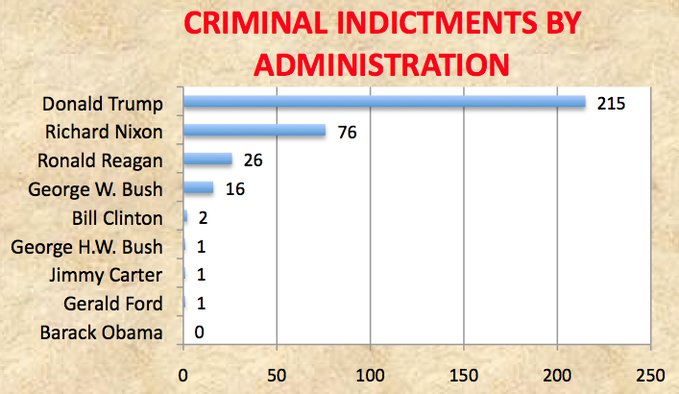 CRIMINAL INDICTMENTS BY
ADMINISTRATION
Donald Trump 215
Richard Nixon 76
Ronald Reagan 26
George W. Bush 16
Bill Clinton 2
George H.W. Bush 1
Jimmy Carter 1
Gerald Ford 1
Barack Obama 0
0 50 100 150 200 250